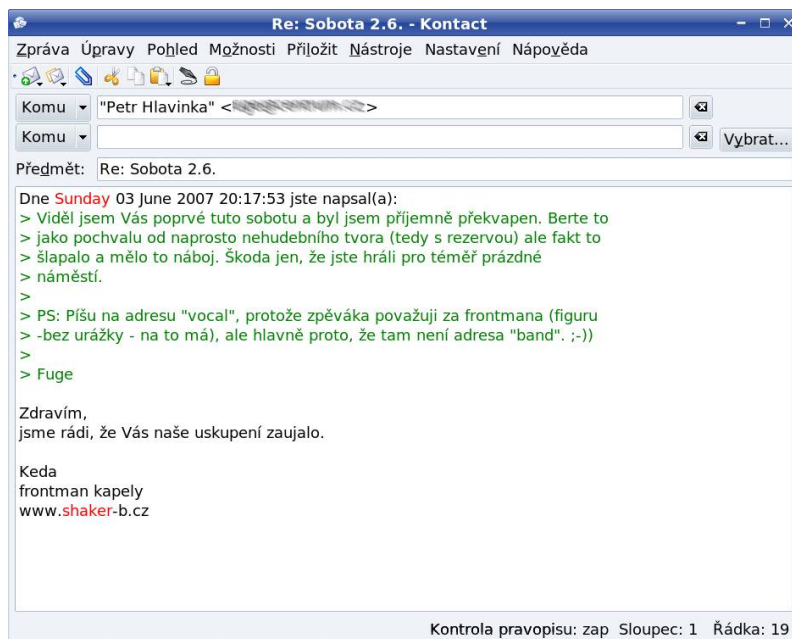 Re: Sobota 2.6. - Kontact
Zpráva Úpravy Pohled Možnosti Přiložit Nástroje Nastavení Nápověda
Komu "Petr Hlavinka" < >
Komu Vybrat...
Předmět: Re: Sobota 2.6.
Dne Sunday 03 June 2007 20:17:53 jste napsal(a):
> Viděl jsem Vás poprvé tuto sobotu a byl jsem příjemně překvapen. Berte to
> jako pochvalu od naprosto nehudebního tvora (tedy s rezervou) ale fakt to
> šlapalo a mělo to náboj. Škoda jen, že jste hráli pro téměř prázdné
> náměstí.
>
> PS: Píšu na adresu "vocal", protože zpěváka považuji za frontmana (figuru
> -bez urážky - na to má), ale hlavně proto, že tam není adresa "band". ;-))
>
> Fuge
Zdravím,
jsme rádi, že Vás naše uskupení zaujalo.
Keda
frontman kapely
www.shaker-b.cz
Kontrola pravopisu: zap Sloupec: 1 Řádka: 19